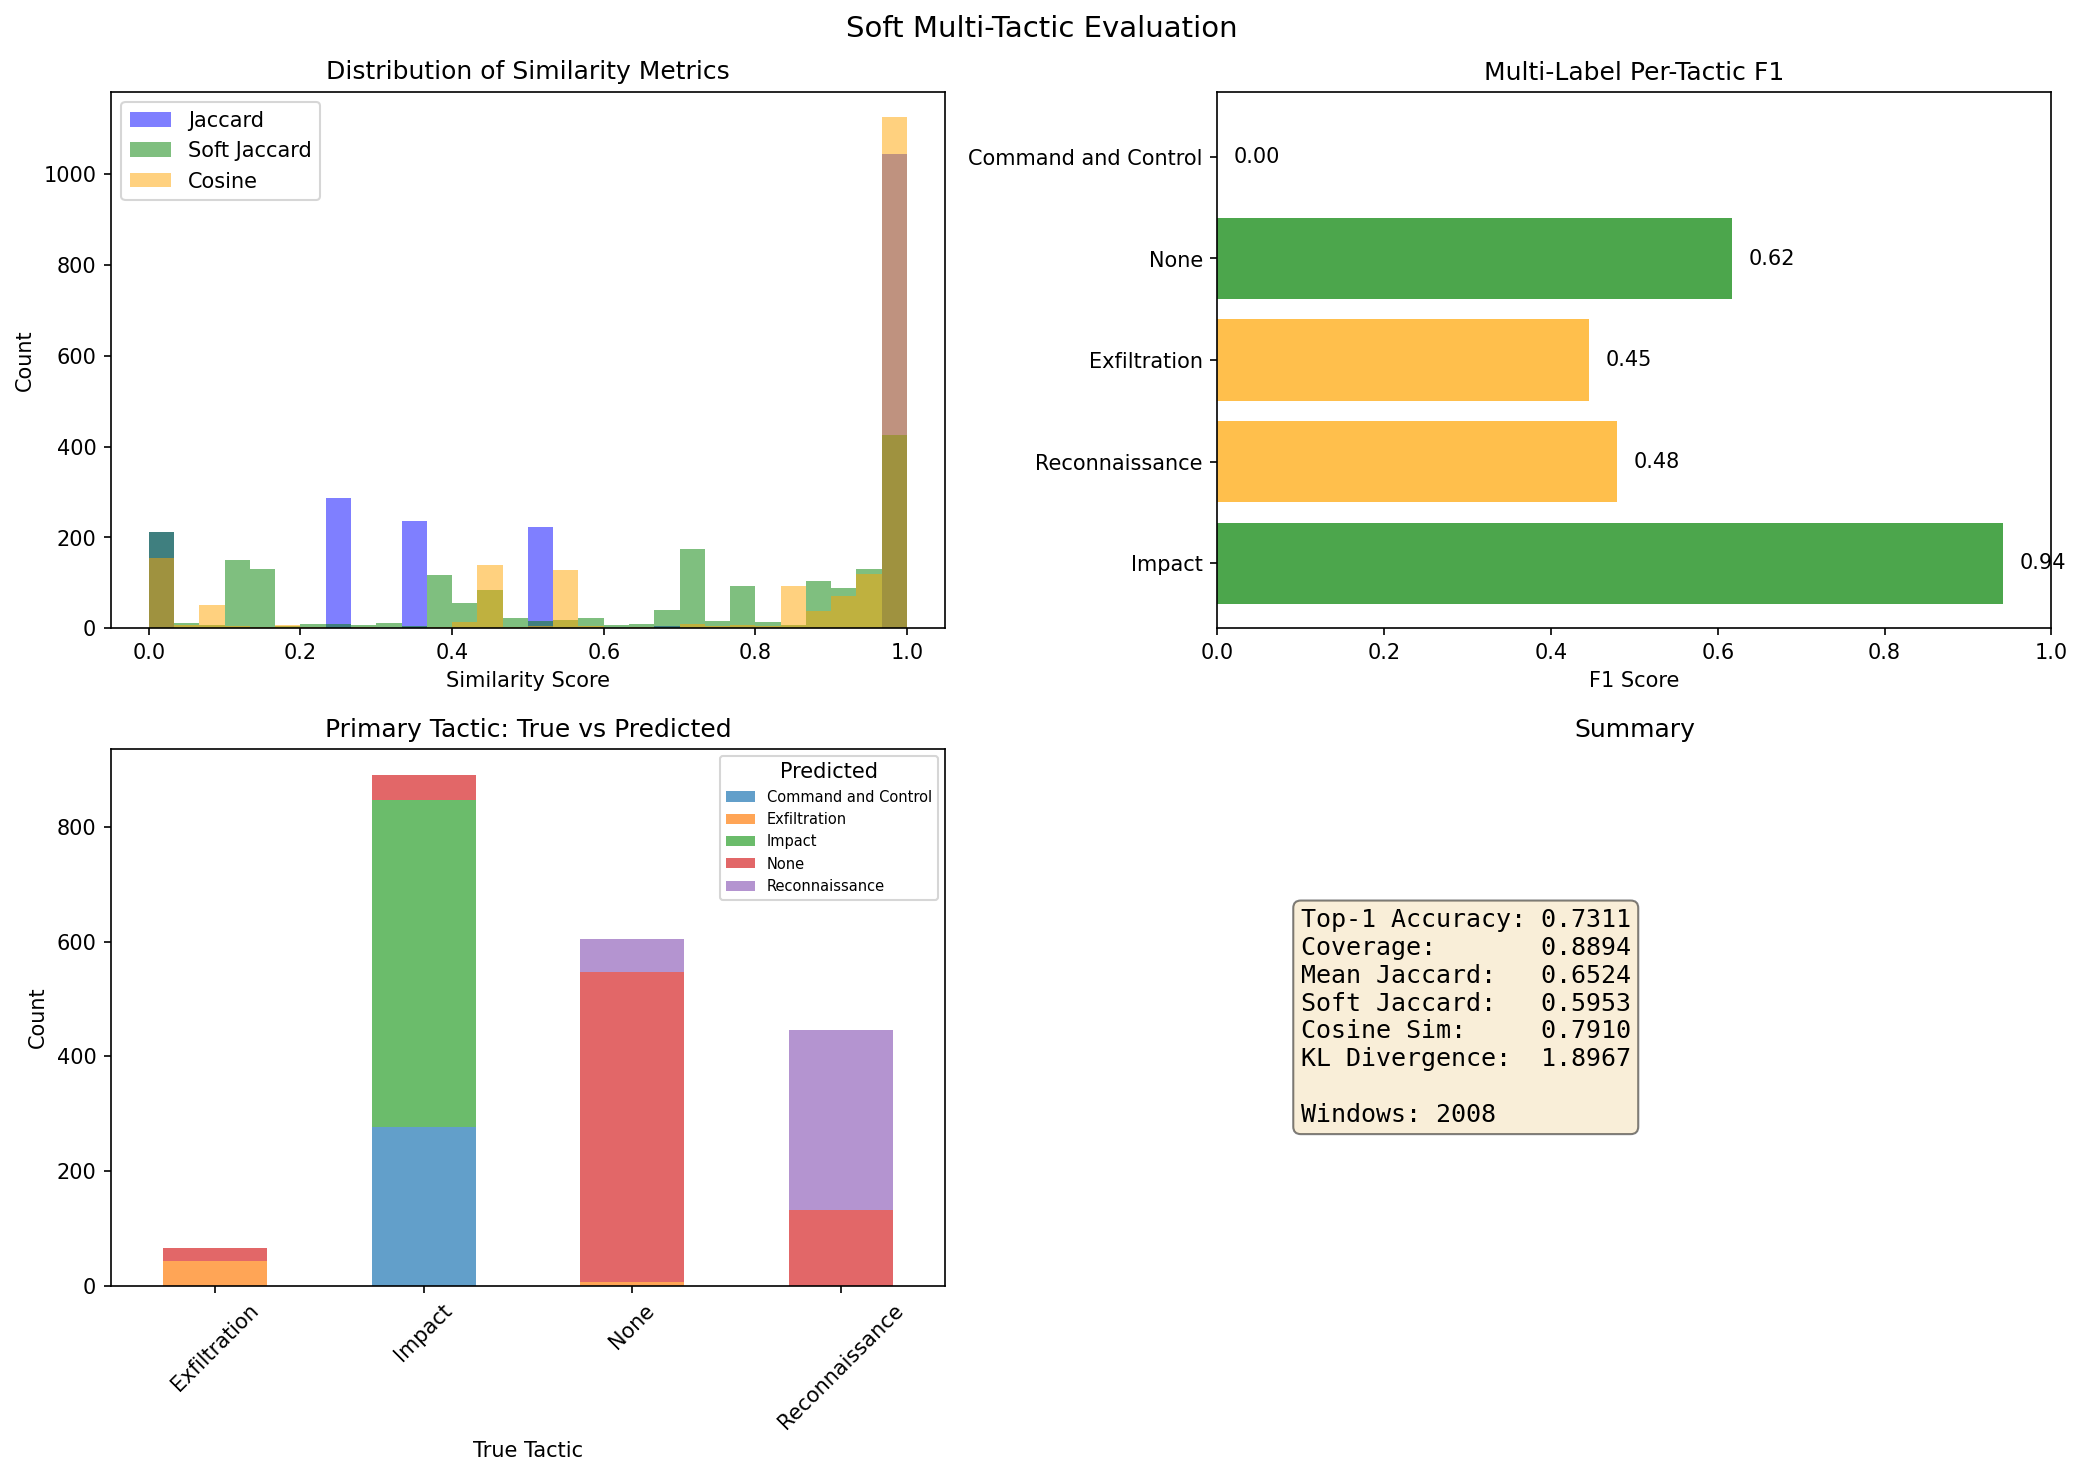 Soft Multi-Tactic Evaluation
Distribution of Similarity Metrics
Jaccard
Soft Jaccard
Cosine
1000
800
600
400
200
0
Count
0.0 0.2 0.4 0.6 0.8 1.0
Similarity Score
Multi-Label Per-Tactic F1
Command and Control 0.00
None 0.62
Exfiltration 0.45
Reconnaissance 0.48
Impact 0.94
0.0 0.2 0.4 0.6 0.8 1.0
F1 Score
Primary Tactic: True vs Predicted
Predicted
Command and Control
Exfiltration
Impact
None
Reconnaissance
800
600
400
200
0
Count
Exfiltration Impact None Reconnaissance
True Tactic
Summary
Top-1 Accuracy: 0.7311
Coverage: 0.8894
Mean Jaccard: 0.6524
Soft Jaccard: 0.5953
Cosine Sim: 0.7910
KL Divergence: 1.8967
Windows: 2008